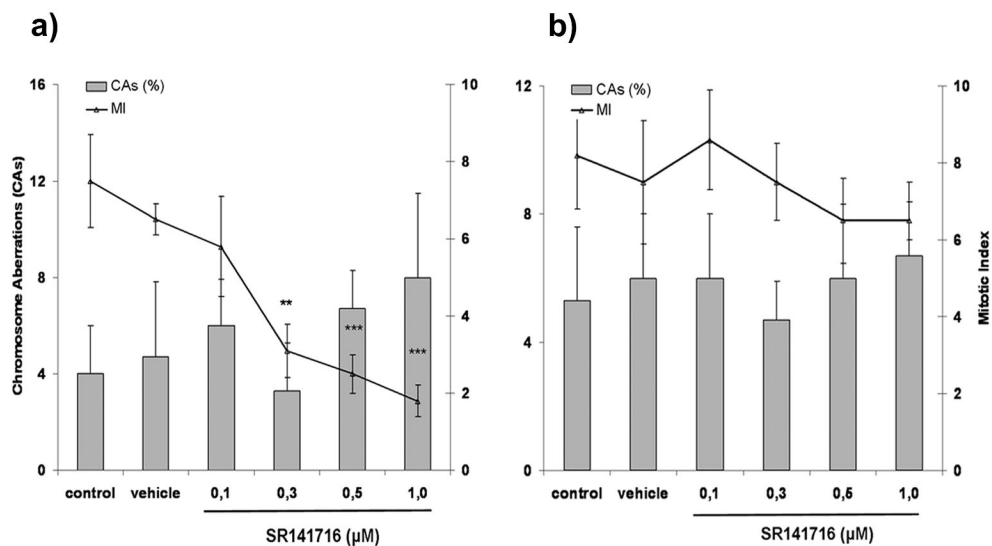 a)
CAs (%)
MI
Chromosome Aberrations (CAs)
16
12
8
4
0
10
8
6
4
2
0
**
***
***
control vehicle 0,1 0,3 0,5 1,0
SR141716 (µM)
b)
CAs (%)
MI
12
8
4
0
10
8
6
4
2
0
Mitotic Index
control vehicle 0,1 0,3 0,5 1,0
SR141716 (µM)